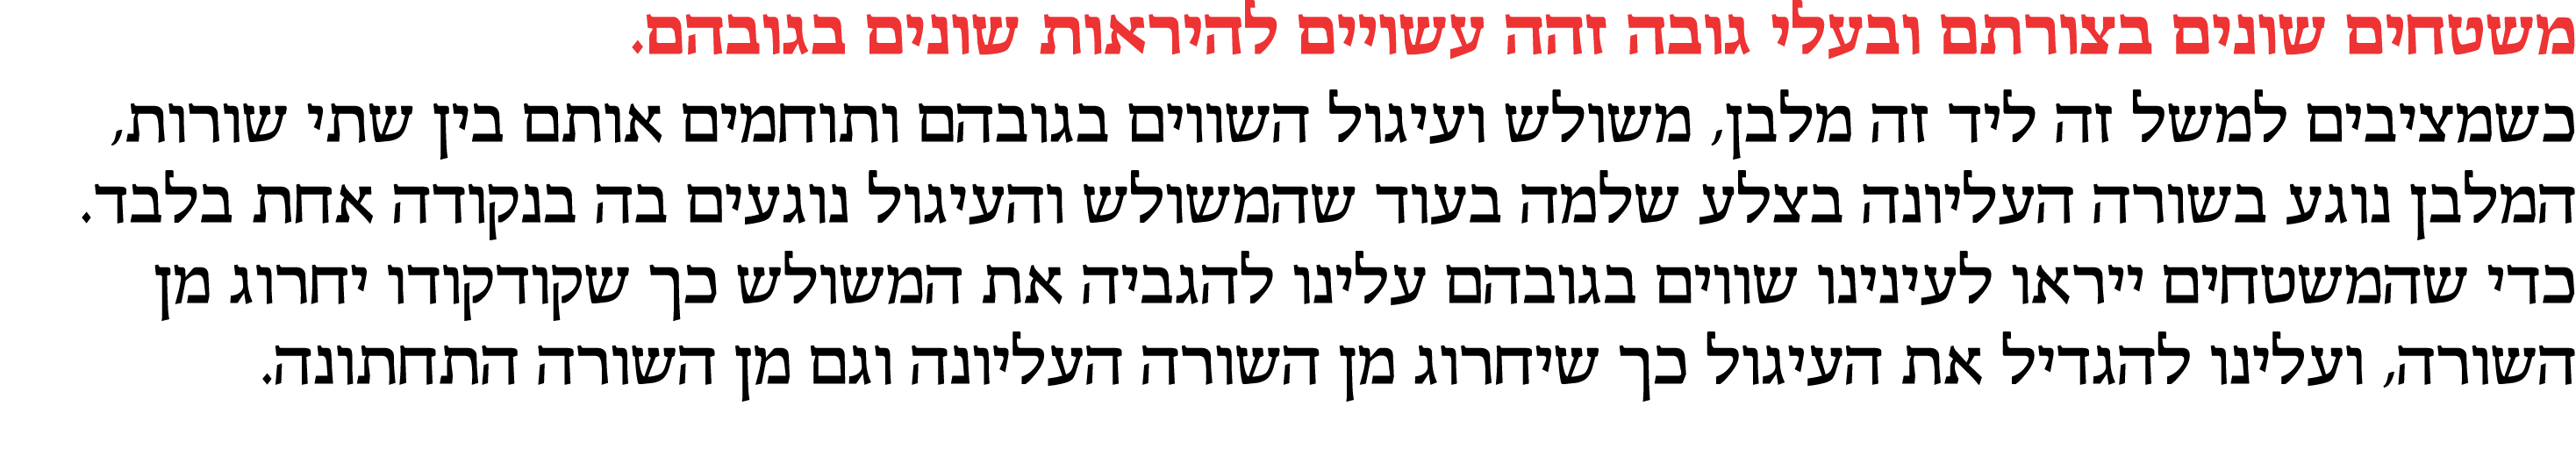 משטחים שונים בצורתם ובעלי גובה זהה עשויים להיראות שונים בגובהם.
כשמציבים למשל זה ליד זה מלבן, משולש ועיגול השווים בגובהם ותוחמים אותם בין שתי שורות,
המלבן נוגע בשורה העליונה בצלע שלמה בעוד שהמשולש והעיגול נוגעים בה בנקודה אחת בלבד.
כדי שהמשטחים ייראו לעינינו שווים בגובהם עלינו להגביה את המשולש כך שקודקודו יחרוג מן
השורה, ועלינו להגדיל את העיגול כך שיחרוג מן השורה העליונה וגם מן השורה התחתונה.